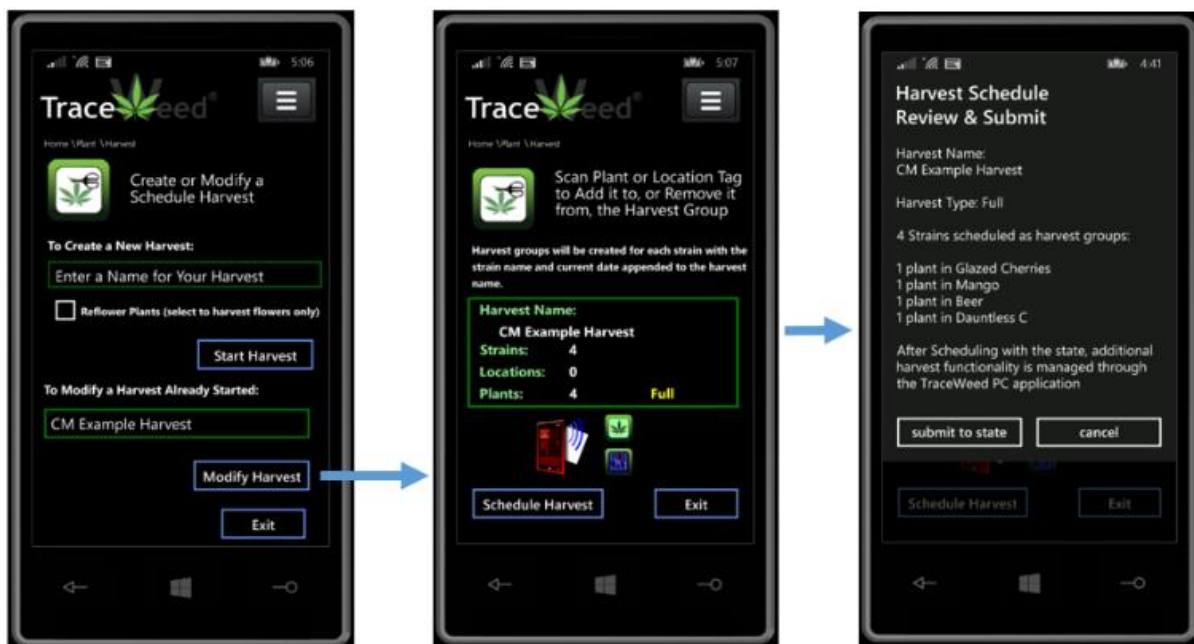 5:06
TraceWeed®
Home \Plant \Harvest
Create or Modify a
Schedule Harvest
To Create a New Harvest:
Enter a Name for Your Harvest
Reflower Plants (select to harvest flowers only)
Start Harvest
To Modify a Harvest Already Started:
CM Example Harvest
Modify Harvest
Exit
5:07
TraceWeed®
Home \Plant \Harvest
Scan Plant or Location Tag
to Add it to, or Remove it
from, the Harvest Group
Harvest groups will be created for each strain with the
strain name and current date appended to the harvest
name.
Harvest Name:
CM Example Harvest
Strains: 4
Locations: 0
Plants: 4 Full
Schedule Harvest Exit
4:41
Harvest Schedule
Review & Submit
Harvest Name:
CM Example Harvest
Harvest Type: Full
4 Strains scheduled as harvest groups:
1 plant in Glazed Cherries
1 plant in Mango
1 plant in Beer
1 plant in Dauntless C
After Scheduling with the state, additional
harvest functionality is managed through
the TraceWeed PC application
submit to state cancel
Schedule Harvest Exit